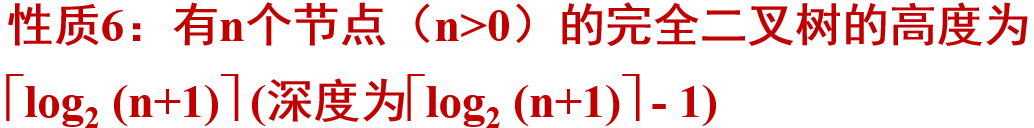 性质6：有n个节点（n>0）的完全二叉树的高度为
⌈log₂ (n+1)⌉ (深度为⌈log₂ (n+1)⌉ - 1)